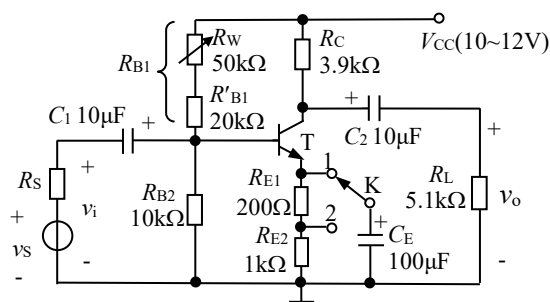 RW
50kΩ
RB1
R'B1
20kΩ
RC
3.9kΩ
VCC(10~12V)
C1 10μF
+
+
C2 10μF
T
RS
+
vi
-
+
vS
-
RB2
10kΩ
RE1
200Ω
RE2
1kΩ
1
K
2
+
CE
100μF
RL
5.1kΩ
+
vo
-